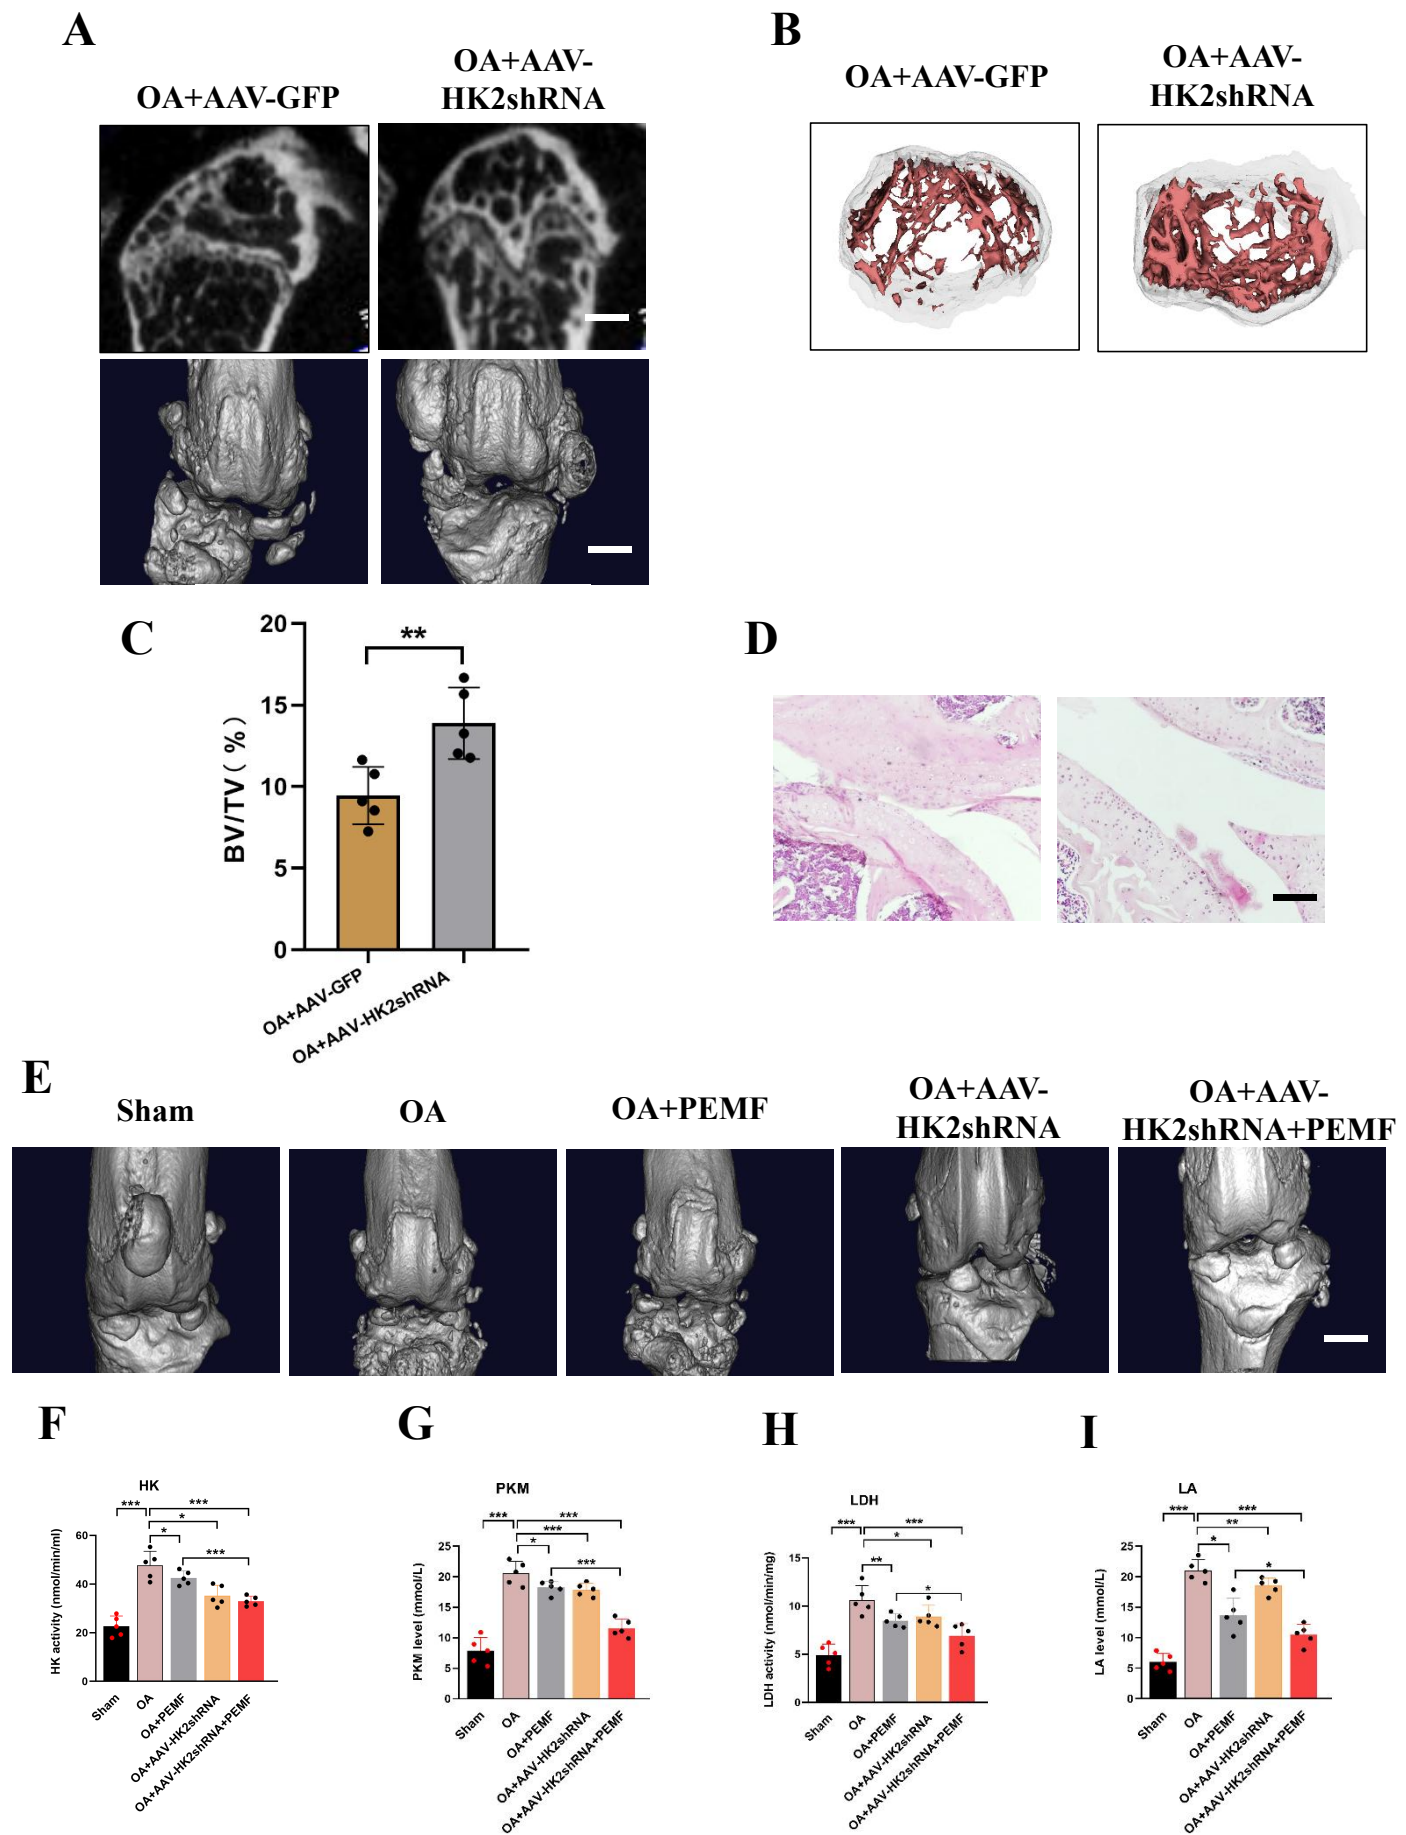 A
B
OA+AAV-GFP
OA+AAV-
HK2shRNA
OA+AAV-GFP
OA+AAV-
HK2shRNA
C
D
**
20
15
10
5
0
BV/TV( %)
OA+AAV-GFP
OA+AAV-HK2shRNA
E
Sham
OA
OA+PEMF
OA+AAV-
HK2shRNA
OA+AAV-
HK2shRNA+PEMF
F
G
H
I
HK
***
***
*
*
***
60
40
20
0
HK activity (nmol/min/ml)
Sham
OA
OA+PEMF
OA+AAV-HK2shRNA
OA+AAV-HK2shRNA+PEMF
PKM
***
***
***
*
***
25
20
15
10
5
0
PKM level (mmol/L)
Sham
OA
OA+PEMF
OA+AAV-HK2shRNA
OA+AAV-HK2shRNA+PEMF
LDH
***
***
*
**
*
15
10
5
0
LDH activity (nmol/min/mg)
Sham
OA
OA+PEMF
OA+AAV-HK2shRNA
OA+AAV-HK2shRNA+PEMF
LA
***
***
**
*
*
25
20
15
10
5
0
LA level (mmol/L)
Sham
OA
OA+PEMF
OA+AAV-HK2shRNA
OA+AAV-HK2shRNA+PEMF